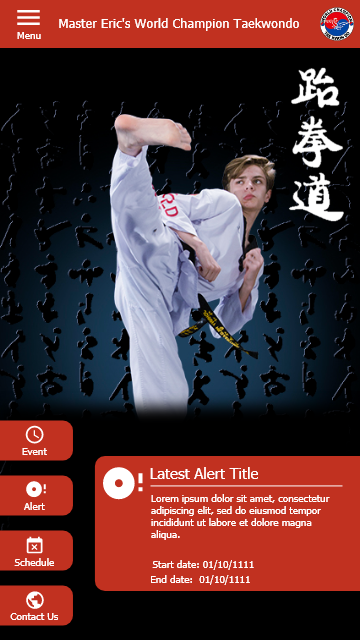 Menu
Master Eric's World Champion Taekwondo
跆
拳
道
Event
Alert
Schedule
Contact Us
Latest Alert Title
Lorem ipsum dolor sit amet, consectetur
adipiscing elit, sed do eiusmod tempor
incididunt ut labore et dolore magna
aliqua.
Start date: 01/10/1111
End date: 01/10/1111